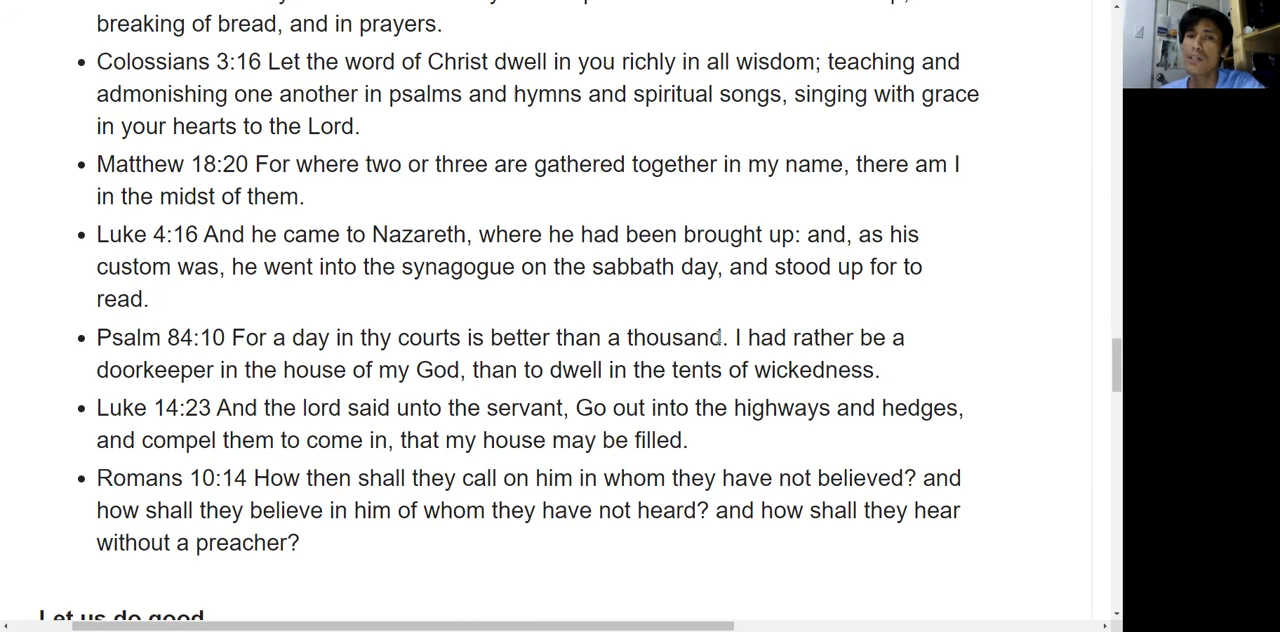 breaking of bread, and in prayers.
• Colossians 3:16 Let the word of Christ dwell in you richly in all wisdom; teaching and
admonishing one another in psalms and hymns and spiritual songs, singing with grace
in your hearts to the Lord.
• Matthew 18:20 For where two or three are gathered together in my name, there am I
in the midst of them.
• Luke 4:16 And he came to Nazareth, where he had been brought up: and, as his
custom was, he went into the synagogue on the sabbath day, and stood up for to
read.
• Psalm 84:10 For a day in thy courts is better than a thousand. I had rather be a
doorkeeper in the house of my God, than to dwell in the tents of wickedness.
• Luke 14:23 And the lord said unto the servant, Go out into the highways and hedges,
and compel them to come in, that my house may be filled.
• Romans 10:14 How then shall they call on him in whom they have not believed? and
how shall they believe in him of whom they have not heard? and how shall they hear
without a preacher?
Let us do good